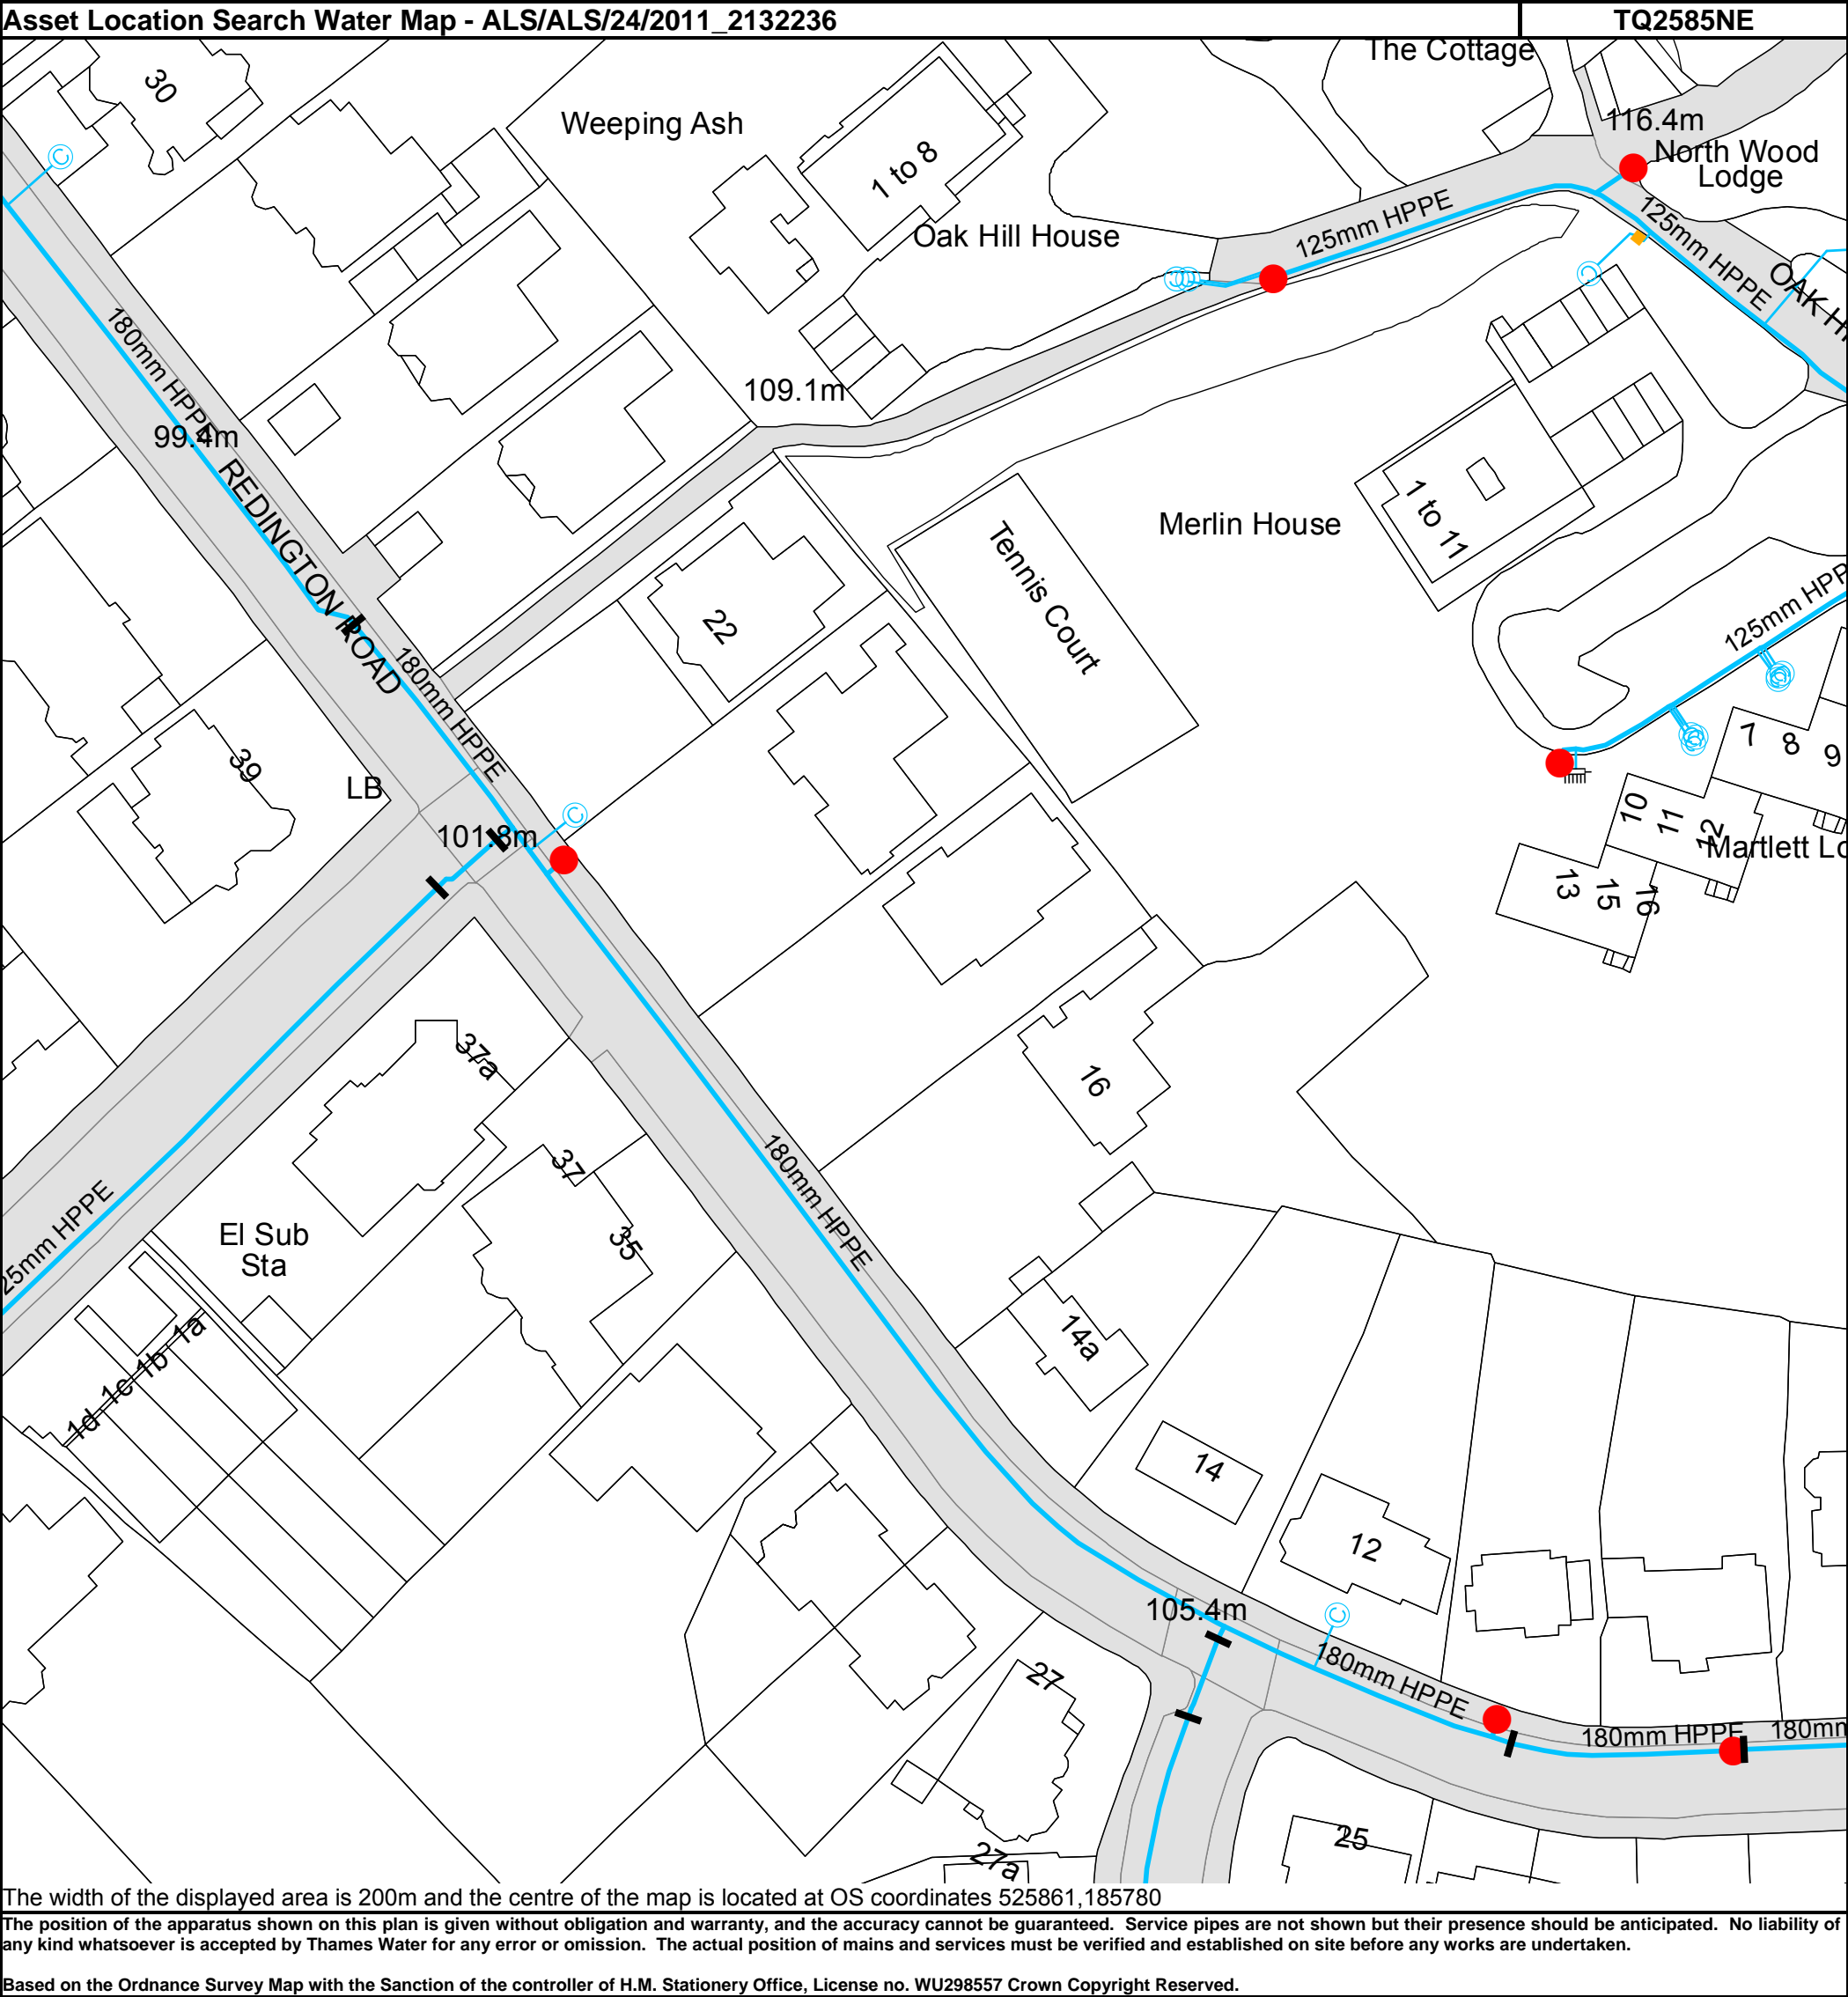 Asset Location Search Water Map - ALS/ALS/24/2011_2132236
TQ2585NE
The Cottage
30
Weeping Ash
1 to 8
116.4m
North Wood
Lodge
Oak Hill House
125mm HPPE
125mm HPPE
OAK H
180mm HPPE
99.4m
109.1m
REDINGTON ROAD
Merlin House
1 to 11
Tennis Court
22
125mm HPP
180mm HPPE
39
LB
7
8
9
101.8m
10
11
12
Martlett Lo
13
15
16
37a
16
37
180mm HPPE
25mm HPPE
El Sub
Sta
35
1a
1b
1c
1d
14a
14
12
105.4m
180mm HPPE
27
180mm HPPE
180mm
25
27a
The width of the displayed area is 200m and the centre of the map is located at OS coordinates 525861,185780
The position of the apparatus shown on this plan is given without obligation and warranty, and the accuracy cannot be guaranteed. Service pipes are not shown but their presence should be anticipated. No liability of
any kind whatsoever is accepted by Thames Water for any error or omission. The actual position of mains and services must be verified and established on site before any works are undertaken.
Based on the Ordnance Survey Map with the Sanction of the controller of H.M. Stationery Office, License no. WU298557 Crown Copyright Reserved.